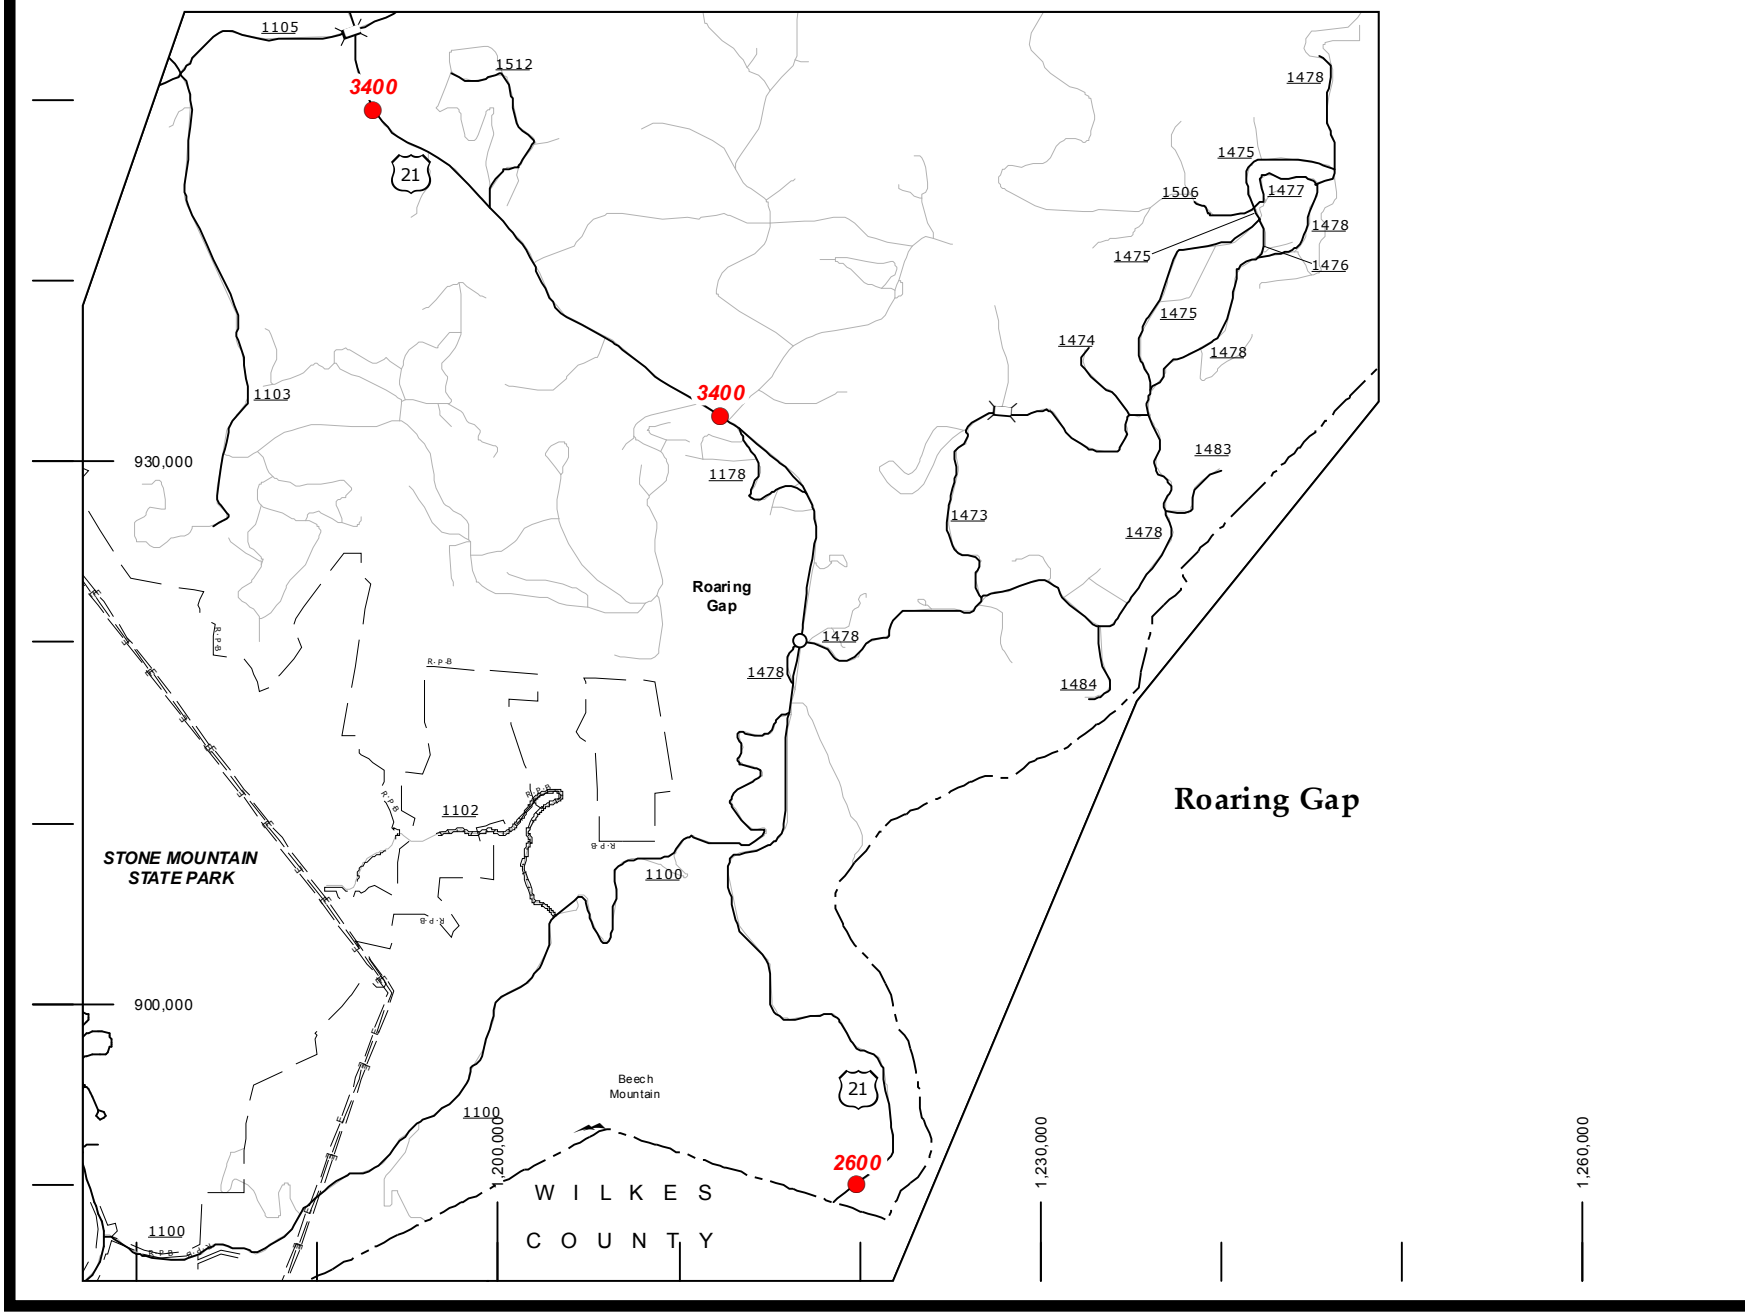 1105
1512
3400
21
1478
1475
1477
1506
1478
1475
1476
1475
1474
1478
3400
1103
930,000
1178
1483
1473
1478
Roaring
Gap
1478
R-P-B
R-P-B
1478
1484
R-P-B
R-P-B
1102
Roaring Gap
R-P-B
STONE MOUNTAIN
STATE PARK
1100
R-P-B
900,000
Beech
Mountain
21
1100
1,200,000
1,230,000
1,260,000
2600
WILKES
COUNTY
1100
R-P-B
R-P-B